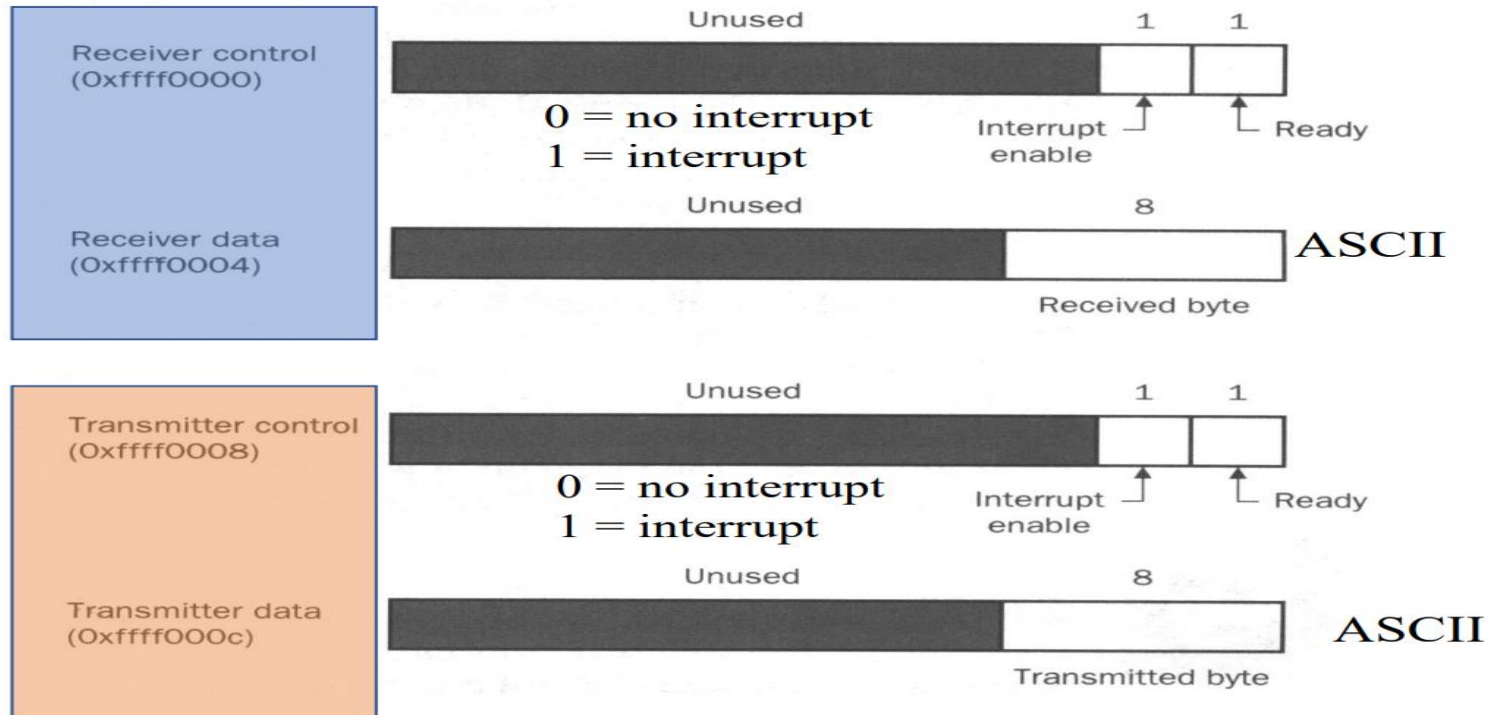 Unused 1 1
Receiver control
(0xffff0000)
0 = no interrupt
1 = interrupt
Interrupt
enable
Ready
Unused 8
Receiver data
(0xffff0004)
ASCII
Received byte
Unused 1 1
Transmitter control
(0xffff0008)
0 = no interrupt
1 = interrupt
Interrupt
enable
Ready
Unused 8
Transmitter data
(0xffff000c)
ASCII
Transmitted byte